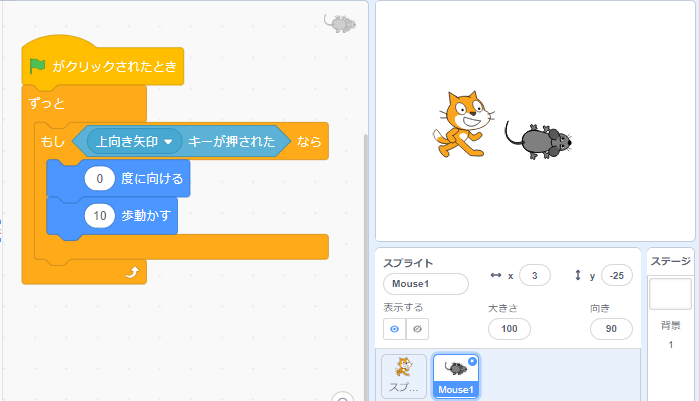 がクリックされたとき
ずっと
もし 上向き矢印 キーが押された なら
0 度に向ける
10 歩動かす
スプライト
x 3 y -25
Mouse1
表示する 大きさ 向き
100 90
スプ...
Mouse1
ステージ
背景
1